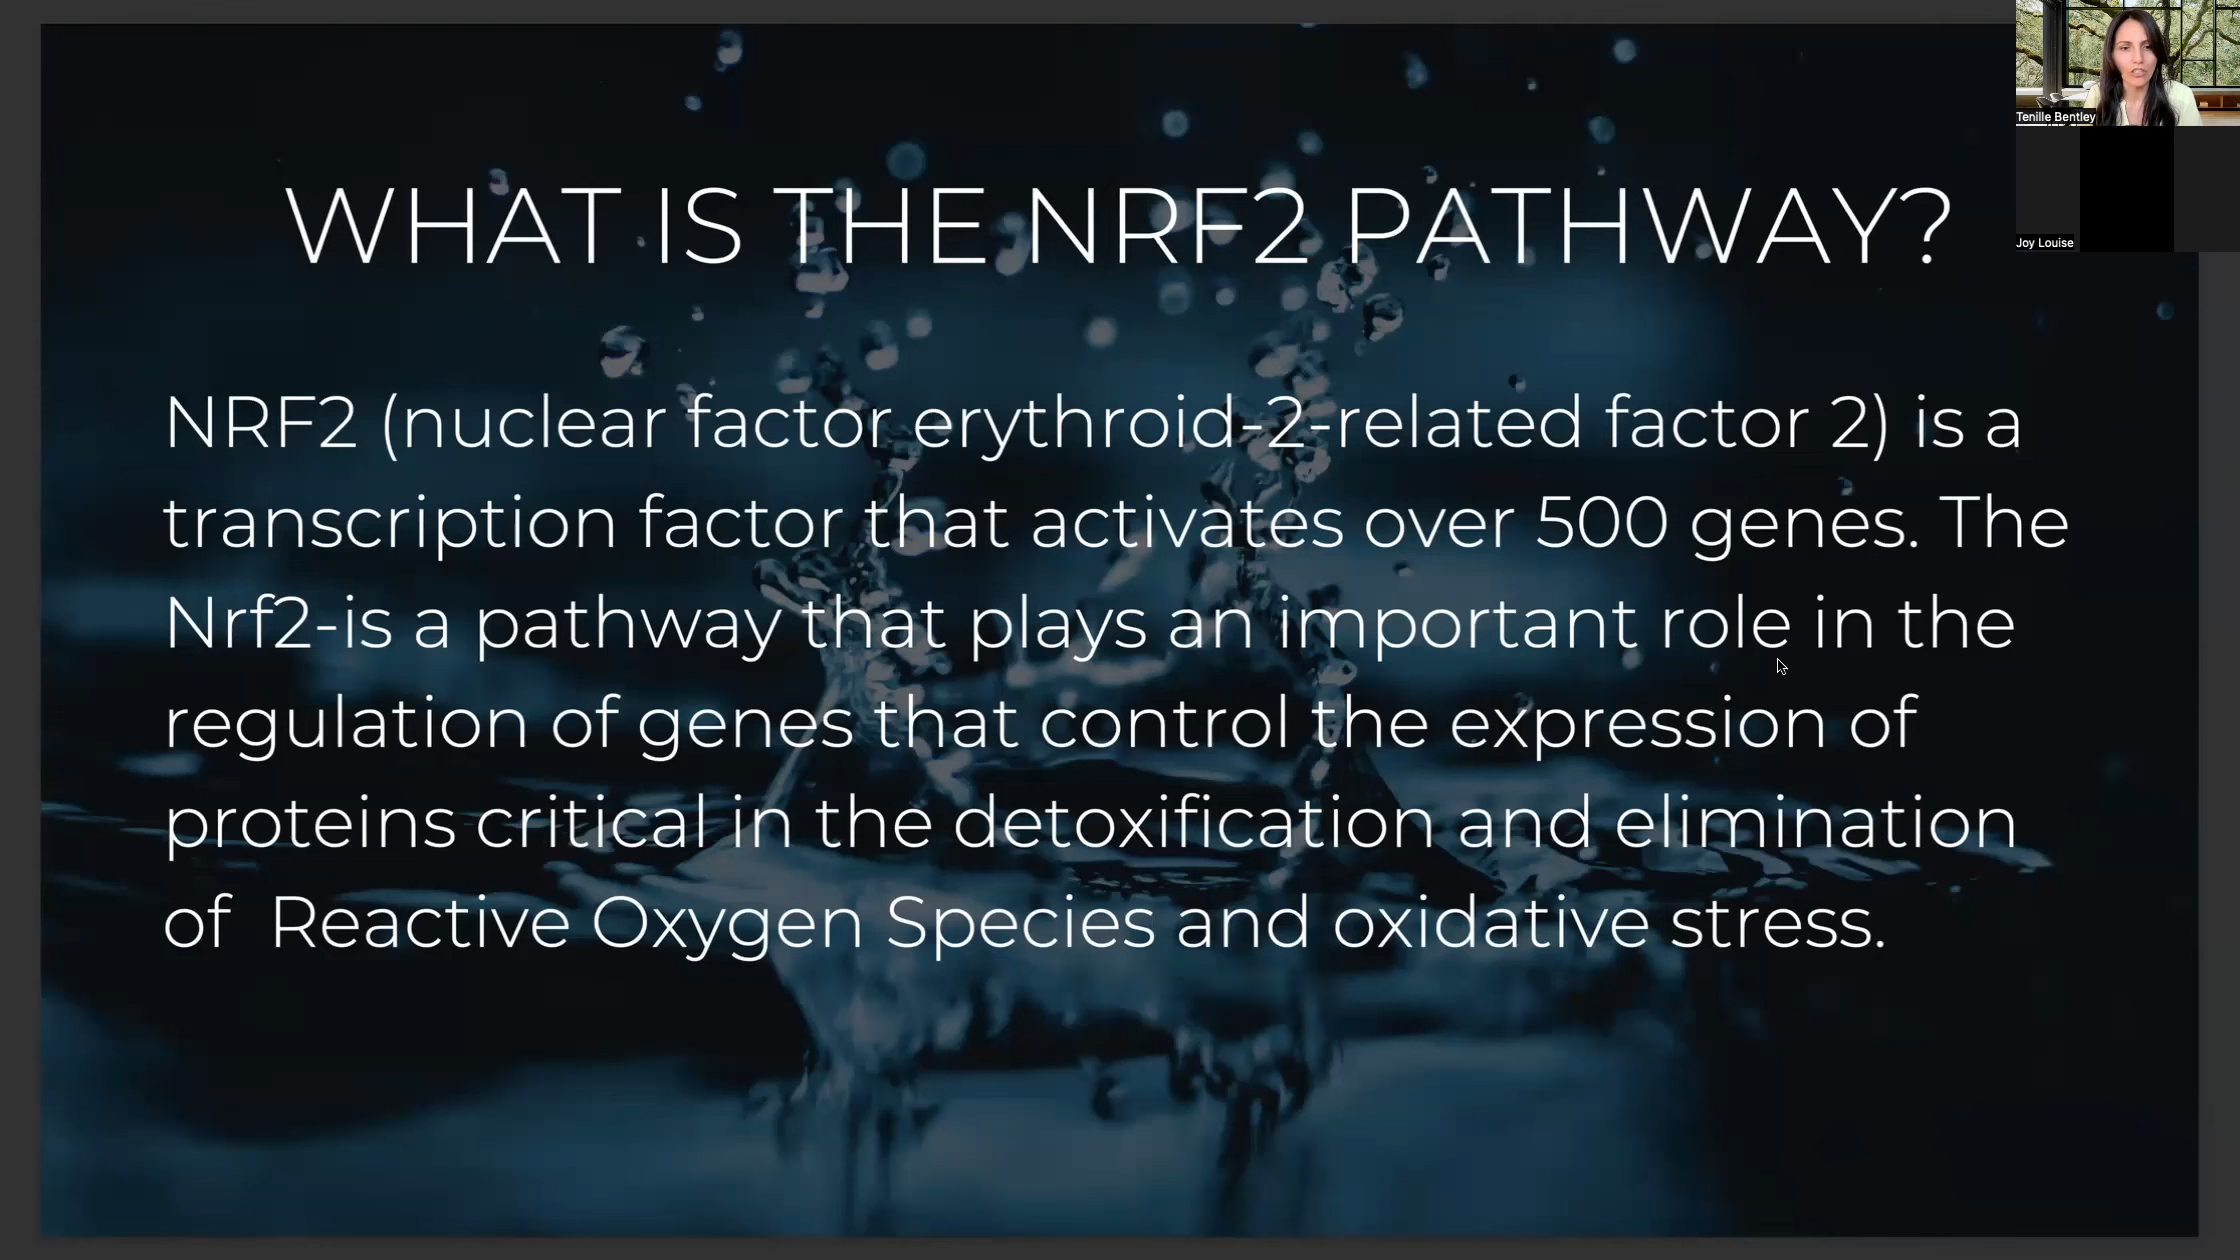 WHAT IS THE NRF2 PATHWAY?
NRF2 (nuclear factor erythroid-2-related factor 2) is a
transcription factor that activates over 500 genes. The
Nrf2-is a pathway that plays an important role in the
regulation of genes that control the expression of
proteins critical in the detoxification and elimination
of  Reactive Oxygen Species and oxidative stress.
Tenille Bentley
Joy Louise